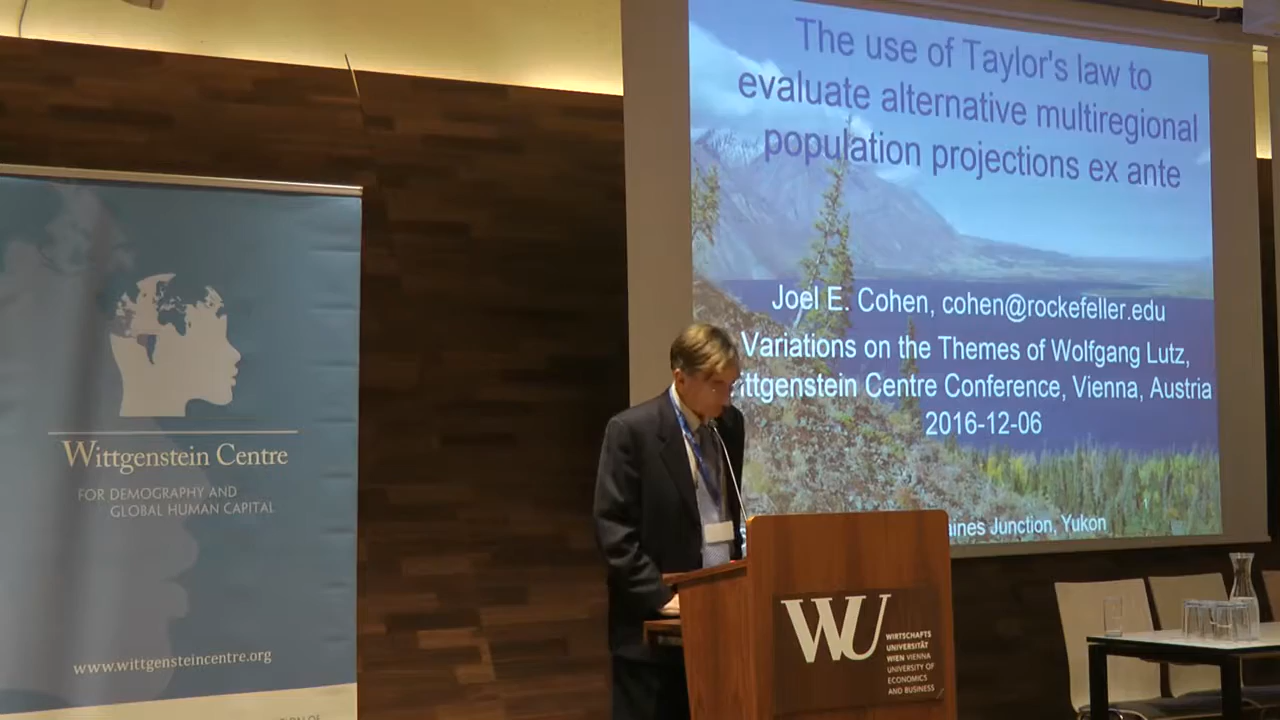 The use of Taylor's law to
evaluate alternative multiregional
population projections ex ante
Joel E. Cohen, cohen@rockefeller.edu
Variations on the Themes of Wolfgang Lutz,
ittgenstein Centre Conference, Vienna, Austria
2016-12-06
aines Junction, Yukon
Wittgenstein Centre
FOR DEMOGRAPHY AND
GLOBAL HUMAN CAPITAL
www.wittgensteincentre.org
WU
WIRTSCHAFTS
UNIVERSITÄT
WIEN VIENNA
UNIVERSITY OF
ECONOMICS
AND BUSINESS